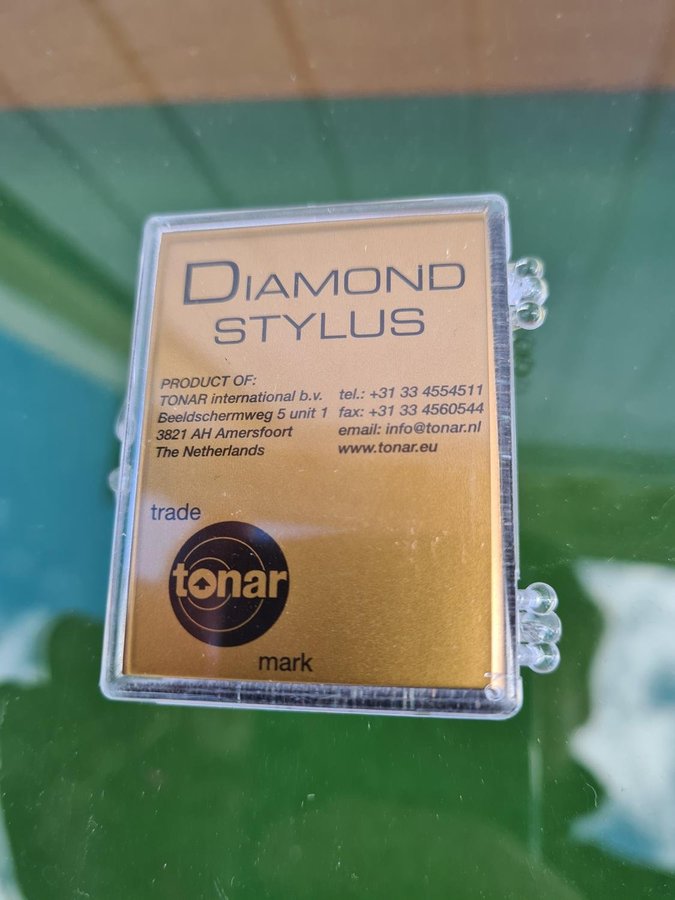 DIAMOND
STYLUS
PRODUCT OF:
TONAR international b.v.
Beeldschermweg 5 unit 1
3821 AH Amersfoort
The Netherlands
tel.: +31 33 4554511
fax: +31 33 4560544
email: info@tonar.nl
www.tonar.eu
trade
tonar
mark